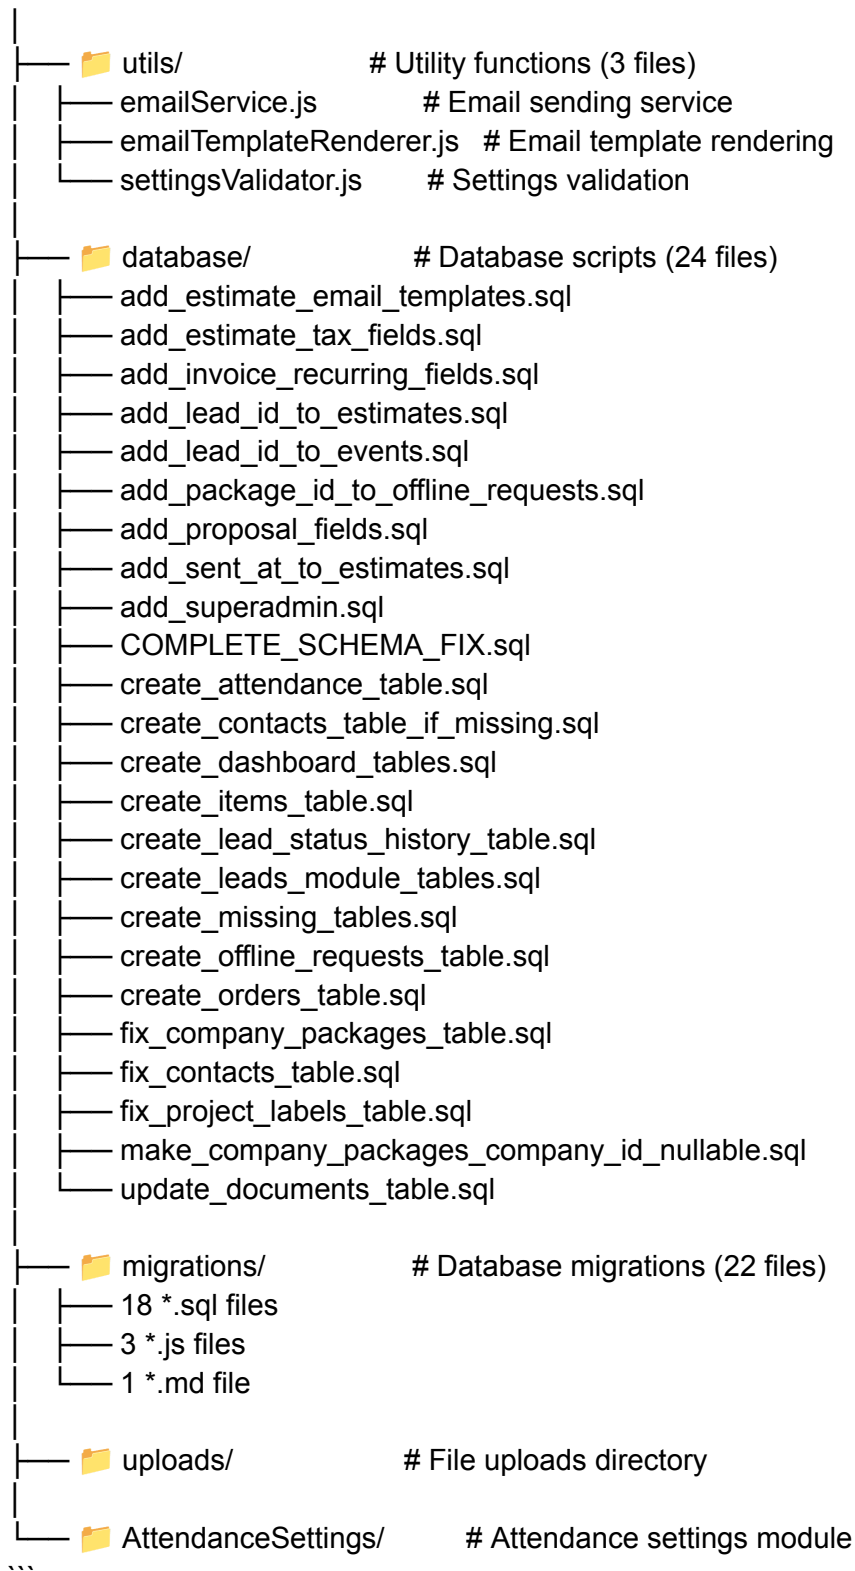 │
├── 📁 utils/                      # Utility functions (3 files)
│   ├── emailService.js             # Email sending service
│   ├── emailTemplateRenderer.js   # Email template rendering
│   └── settingsValidator.js        # Settings validation
│
├── 📁 database/                    # Database scripts (24 files)
│   ├── add_estimate_email_templates.sql
│   ├── add_estimate_tax_fields.sql
│   ├── add_invoice_recurring_fields.sql
│   ├── add_lead_id_to_estimates.sql
│   ├── add_lead_id_to_events.sql
│   ├── add_package_id_to_offline_requests.sql
│   ├── add_proposal_fields.sql
│   ├── add_sent_at_to_estimates.sql
│   ├── add_superadmin.sql
│   ├── COMPLETE_SCHEMA_FIX.sql
│   ├── create_attendance_table.sql
│   ├── create_contacts_table_if_missing.sql
│   ├── create_dashboard_tables.sql
│   ├── create_items_table.sql
│   ├── create_lead_status_history_table.sql
│   ├── create_leads_module_tables.sql
│   ├── create_missing_tables.sql
│   ├── create_offline_requests_table.sql
│   ├── create_orders_table.sql
│   ├── fix_company_packages_table.sql
│   ├── fix_contacts_table.sql
│   ├── fix_project_labels_table.sql
│   ├── make_company_packages_company_id_nullable.sql
│   └── update_documents_table.sql
│
├── 📁 migrations/                  # Database migrations (22 files)
│   ├── 18 *.sql files
│   ├── 3 *.js files
│   └── 1 *.md file
│
├── 📁 uploads/                     # File uploads directory
│
└── 📁 AttendanceSettings/          # Attendance settings module
```